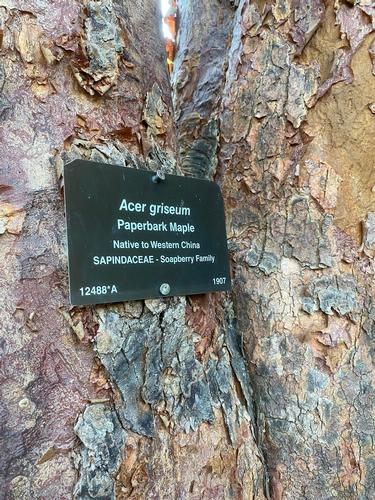 Acer griseum
Paperbark Maple
Native to Western China
SAPINDACEAE - Soapberry Family
12488*A 1907